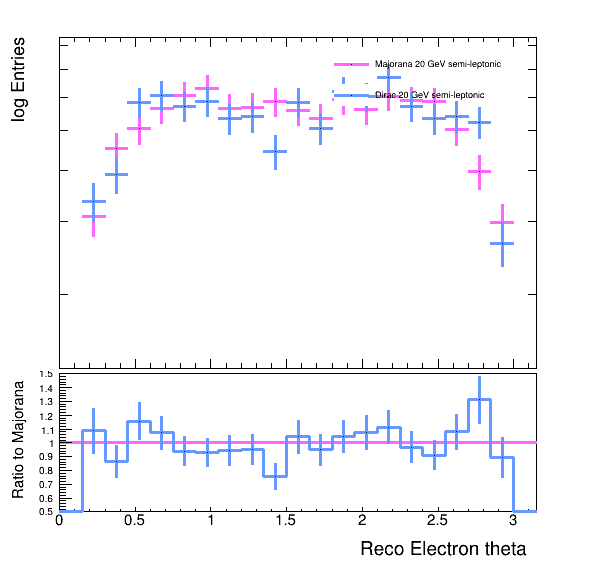 log Entries
Majorana 20 GeV semi-leptonic
Dirac 20 GeV semi-leptonic
Ratio to Majorana
1.5
1.4
1.3
1.2
1.1
1
0.9
0.8
0.7
0.6
0.5
0 0.5 1 1.5 2 2.5 3
Reco Electron theta